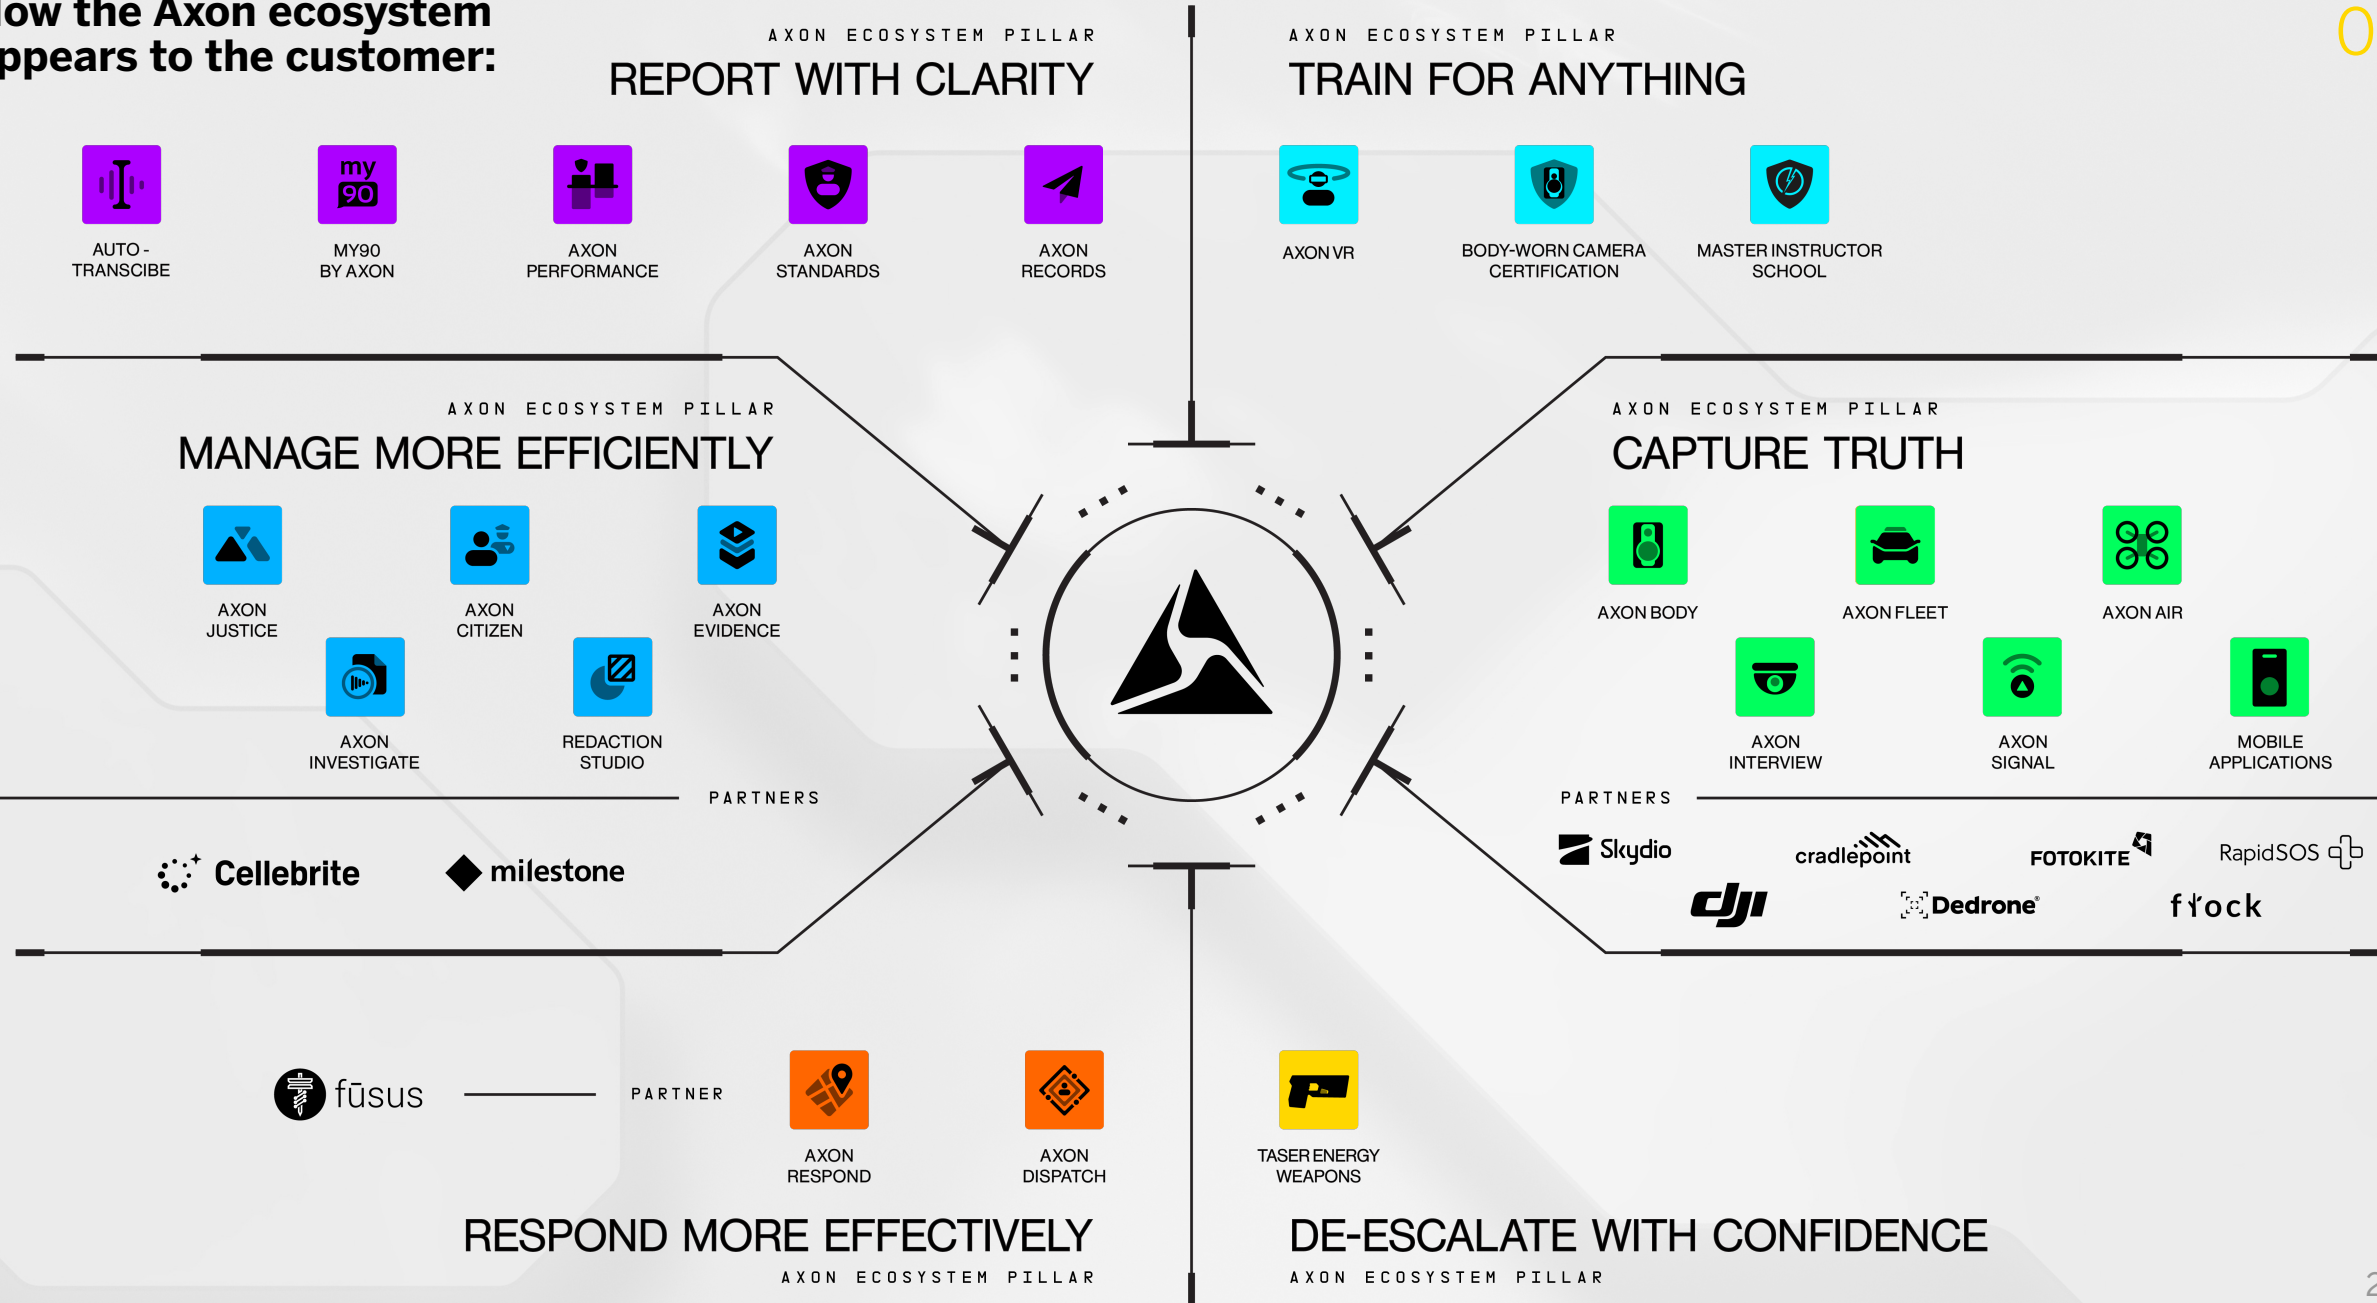 low the Axon ecosystem
ppears to the customer:
AXON ECOSYSTEM PILLAR
REPORT WITH CLARITY
AUTO -
TRANSCIBE
my
90
MY90
BY AXON
AXON
PERFORMANCE
AXON
STANDARDS
AXON
RECORDS
AXON ECOSYSTEM PILLAR
TRAIN FOR ANYTHING
0
AXON VR
BODY-WORN CAMERA
CERTIFICATION
MASTER INSTRUCTOR
SCHOOL
AXON ECOSYSTEM PILLAR
MANAGE MORE EFFICIENTLY
AXON
JUSTICE
AXON
CITIZEN
AXON
EVIDENCE
AXON
INVESTIGATE
REDACTION
STUDIO
PARTNERS
Cellebrite
milestone
AXON ECOSYSTEM PILLAR
CAPTURE TRUTH
AXON BODY
AXON FLEET
AXON AIR
AXON
INTERVIEW
AXON
SIGNAL
MOBILE
APPLICATIONS
PARTNERS
Skydio
cradlepoint
FOTOKITE
RapidSOS
dji
Dedrone®
flock
fūsus
PARTNER
AXON
RESPOND
AXON
DISPATCH
RESPOND MORE EFFECTIVELY
AXON ECOSYSTEM PILLAR
TASER ENERGY
WEAPONS
DE-ESCALATE WITH CONFIDENCE
AXON ECOSYSTEM PILLAR